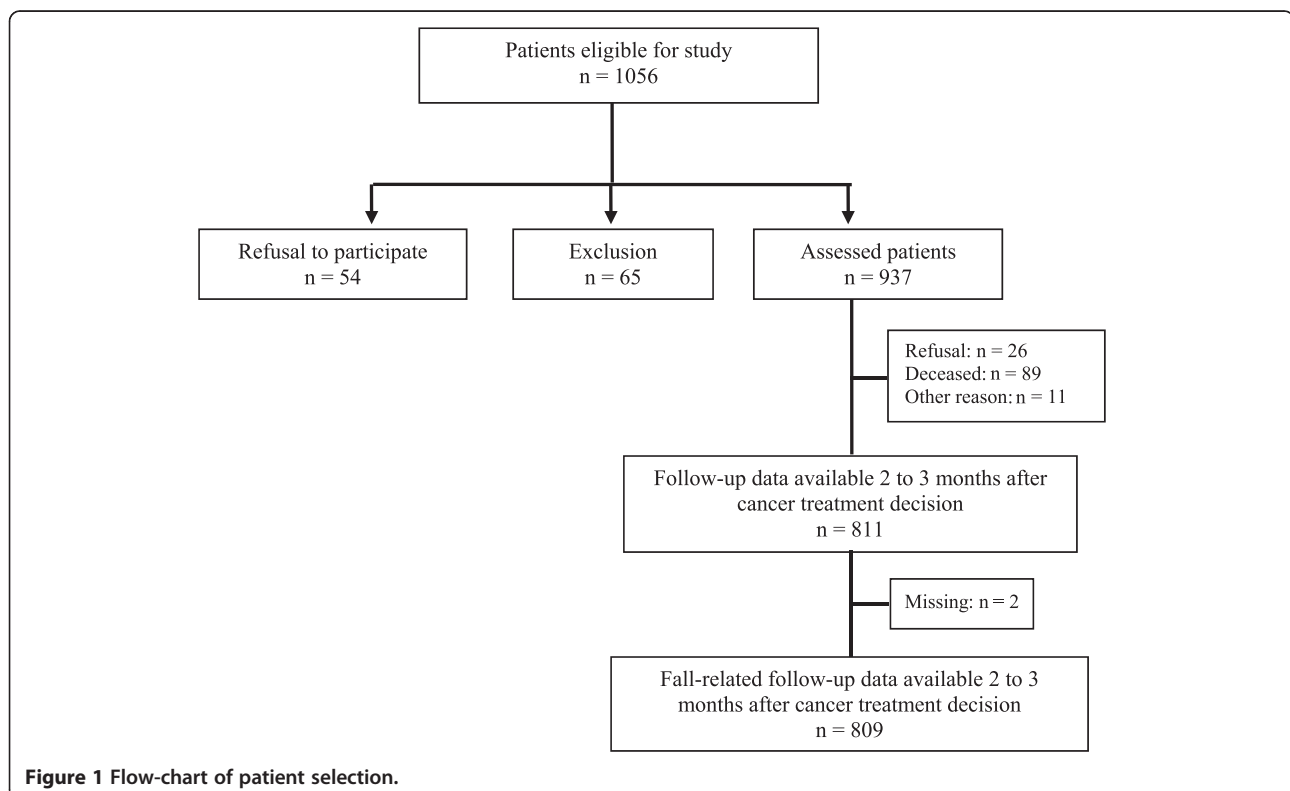 Patients eligible for study
n = 1056
Refusal to participate
n = 54
Exclusion
n = 65
Assessed patients
n = 937
Refusal: n = 26
Deceased: n = 89
Other reason: n = 11
Follow-up data available 2 to 3 months after
cancer treatment decision
n = 811
Missing: n = 2
Fall-related follow-up data available 2 to 3
months after cancer treatment decision
n = 809
Figure 1 Flow-chart of patient selection.